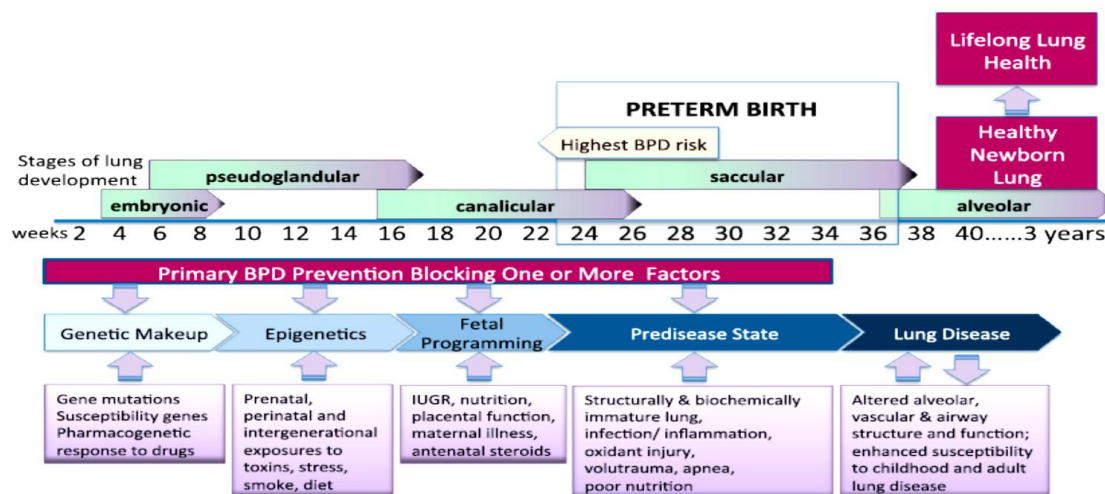 Lifelong Lung
Health
PRETERM BIRTH
Highest BPD risk
Healthy
Newborn
Lung
Stages of lung
development
pseudoglandular
saccular
embryonic
canalicular
alveolar
weeks 2 4 6 8 10 12 14 16 18 20 22 24 26 28 30 32 34 36 38 40......3 years
Primary BPD Prevention Blocking One or More Factors
Genetic Makeup
Epigenetics
Fetal
Programming
Predisease State
Lung Disease
Gene mutations
Susceptibility genes
Pharmacogenetic
response to drugs
Prenatal,
perinatal and
intergenerational
exposures to
toxins, stress,
smoke, diet
IUGR, nutrition,
placental function,
maternal illness,
antenatal steroids
Structurally & biochemically
immature lung,
infection/ inflammation,
oxidant injury,
volutrauma, apnea,
poor nutrition
Altered alveolar,
vascular & airway
structure and function;
enhanced susceptibility
to childhood and adult
lung disease